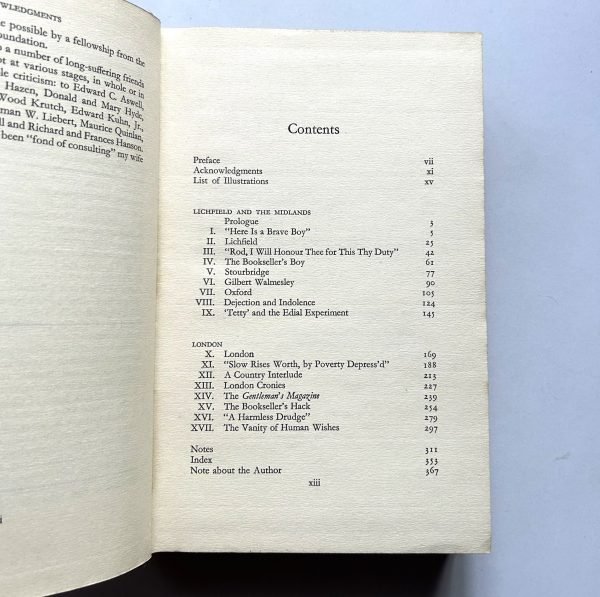 WLEDGMENTS
e possible by a fellowship from the
oundation.
o a number of long-suffering friends
pt at various stages, in whole or in
le criticism: to Edward C. Aswell,
Hazen, Donald and Mary Hyde,
Wood Krutch, Edward Kuhn, Jr.,
man W. Liebert, Maurice Quinlan,
ll and Richard and Frances Hanson.
been "fond of consulting" my wife
i
Contents
Preface vii
Acknowledgments xi
List of Illustrations xv
LICHFIELD AND THE MIDLANDS
Prologue 3
I. "Here Is a Brave Boy" 5
II. Lichfield 25
III. "Rod, I Will Honour Thee for This Thy Duty" 42
IV. The Bookseller's Boy 61
V. Stourbridge 77
VI. Gilbert Walmesley 90
VII. Oxford 105
VIII. Dejection and Indolence 124
IX. 'Tetty' and the Edial Experiment 145
LONDON
X. London 169
XI. "Slow Rises Worth, by Poverty Depress'd" 188
XII. A Country Interlude 213
XIII. London Cronies 227
XIV. The Gentleman's Magazine 239
XV. The Bookseller's Hack 254
XVI. "A Harmless Drudge" 279
XVII. The Vanity of Human Wishes 297
Notes 311
Index 353
Note about the Author 367
xiii